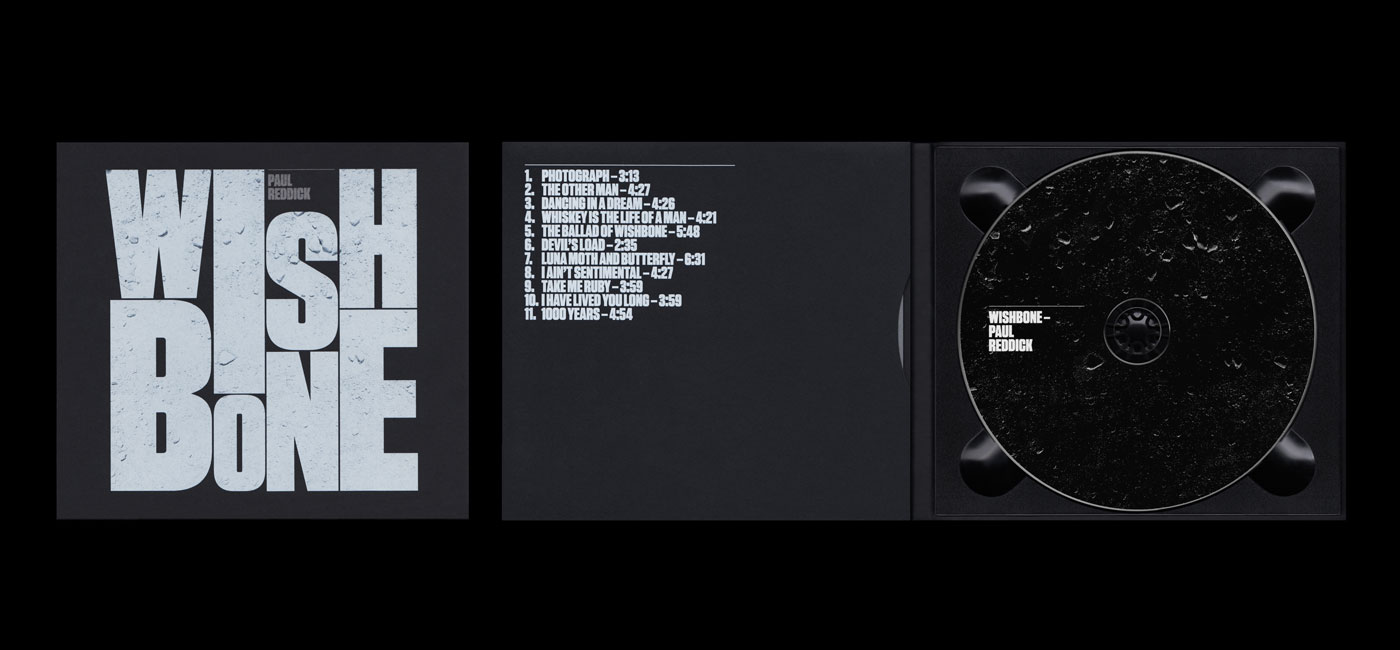 WISH
PAUL
REDDICK
BONE
1. PHOTOGRAPH – 3:13
2. THE OTHER MAN – 4:27
3. DANCING IN A DREAM – 4:26
4. WHISKEY IS THE LIFE OF A MAN – 4:21
5. THE BALLAD OF WISHBONE – 5:48
6. DEVIL'S LOAD – 2:35
7. LUNA MOTH AND BUTTERFLY – 6:31
8. I AIN'T SENTIMENTAL – 4:27
9. TAKE ME RUBY – 3:59
10. I HAVE LIVED YOU LONG – 3:59
11. 1000 YEARS – 4:54
WISHBONE –
PAUL
REDDICK